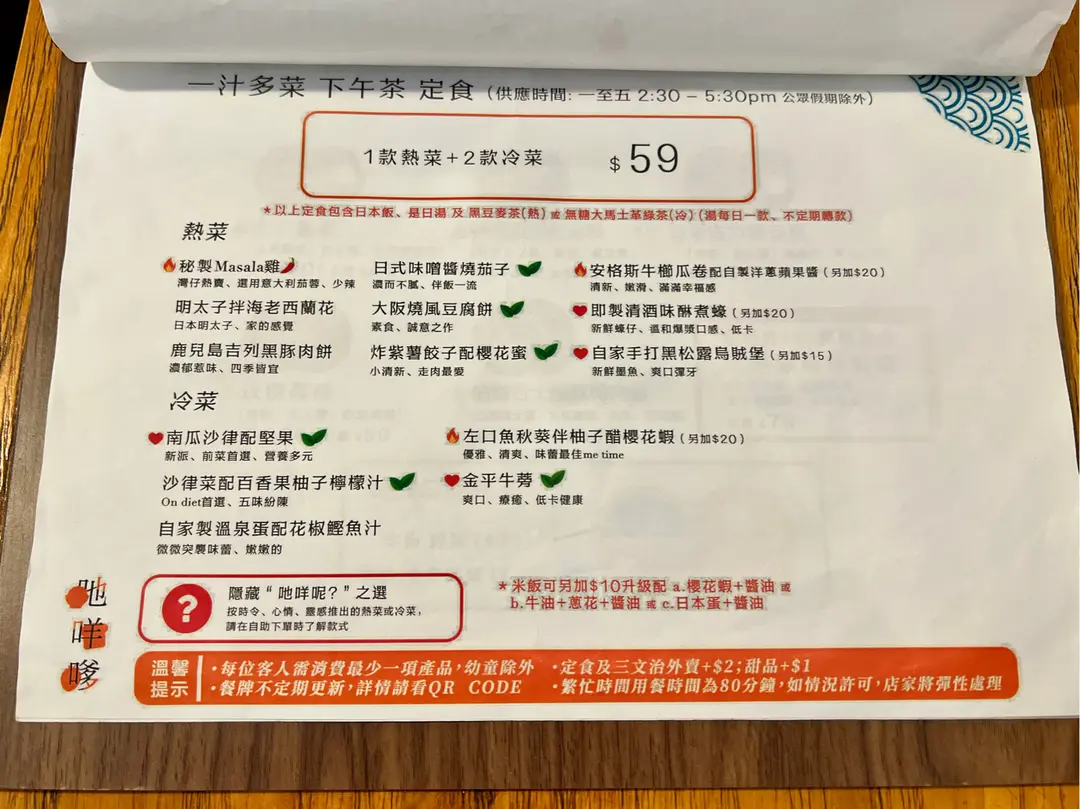 一汁多菜 下午茶 定食 (供應時間: 一至五 2:30 – 5:30pm 公眾假期除外)
1款熱菜+2款冷菜 $59
*以上定食包含日本飯、是日湯 及 黑豆麥茶(熱) 或 無糖大馬士革綠茶(冷) (湯每日一款、不定期轉款)
熱菜
秘製Masala雞
灣仔熱賣、選用意大利茄蓉、少辣
日式味噌醬燒茄子
濃而不膩、伴飯一流
安格斯牛櫛瓜卷配自製洋蔥蘋果醬 (另加$20)
清新、嫩滑、滿滿幸福感
明太子拌海老西蘭花
日本明太子、家的感覺
大阪燒風豆腐餅
素食、誠意之作
即製清酒味醂煮蠔 (另加$20)
新鮮蠔仔、溫和爆漿口感、低卡
鹿兒島吉列黑豚肉餅
濃郁惹味、四季皆宜
炸紫薯餃子配櫻花蜜
小清新、走肉最愛
自家手打黑松露烏賊堡 (另加$15)
新鮮墨魚、爽口彈牙
冷菜
南瓜沙律配堅果
新派、前菜首選、營養多元
左口魚秋葵伴柚子醋櫻花蝦 (另加$20)
優雅、清爽、味蕾最佳me time
沙律菜配百香果柚子檸檬汁
On diet首選、五味紛陳
金平牛蒡
爽口、療癒、低卡健康
自家製溫泉蛋配花椒鰹魚汁
微微突襲味蕾、嫩嫩的
吔
咩
嗲
?
隱藏“吔咩呢?”之選
按時令、心情、靈感推出的熱菜或冷菜,
請在自助下單時了解款式
*米飯可另加$10升級配 a.櫻花蝦+醬油 或
b.牛油+蔥花+醬油 或 c.日本蛋+醬油
溫馨
提示
·每位客人需消費最少一項產品,幼童除外
·餐牌不定期更新,詳情請看QR CODE
·定食及三文治外賣+$2;甜品+$1
·繁忙時間用餐時間為80分鐘,如情況許可,店家將彈性處理